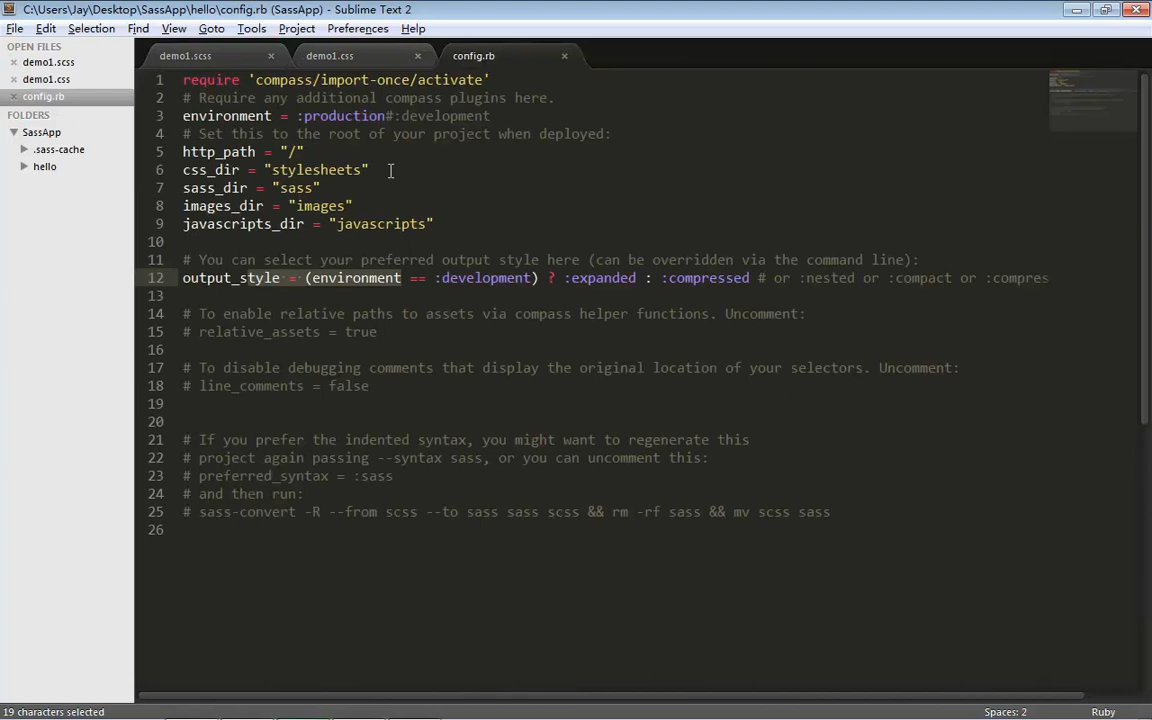 C:\Users\Jay\Desktop\SassApp\hello\config.rb (SassApp) - Sublime Text 2
File Edit Selection Find View Goto Tools Project Preferences Help
OPEN FILES
demo1.scss
demo1.css
config.rb
FOLDERS
SassApp
.sass-cache
hello
demo1.scss demo1.css config.rb
1 require 'compass/import-once/activate'
2 # Require any additional compass plugins here.
3 environment = :production#:development
4 # Set this to the root of your project when deployed:
5 http_path = "/"
6 css_dir = "stylesheets"
7 sass_dir = "sass"
8 images_dir = "images"
9 javascripts_dir = "javascripts"
10
11 # You can select your preferred output style here (can be overridden via the command line):
12 output_style = (environment == :development) ? :expanded : :compressed # or :nested or :compact or :compres
13
14 # To enable relative paths to assets via compass helper functions. Uncomment:
15 # relative_assets = true
16
17 # To disable debugging comments that display the original location of your selectors. Uncomment:
18 # line_comments = false
19
20
21 # If you prefer the indented syntax, you might want to regenerate this
22 # project again passing --syntax sass, or you can uncomment this:
23 # preferred_syntax = :sass
24 # and then run:
25 # sass-convert -R --from scss --to sass sass scss && rm -rf sass && mv scss sass
26
19 characters selected
Spaces: 2 Ruby